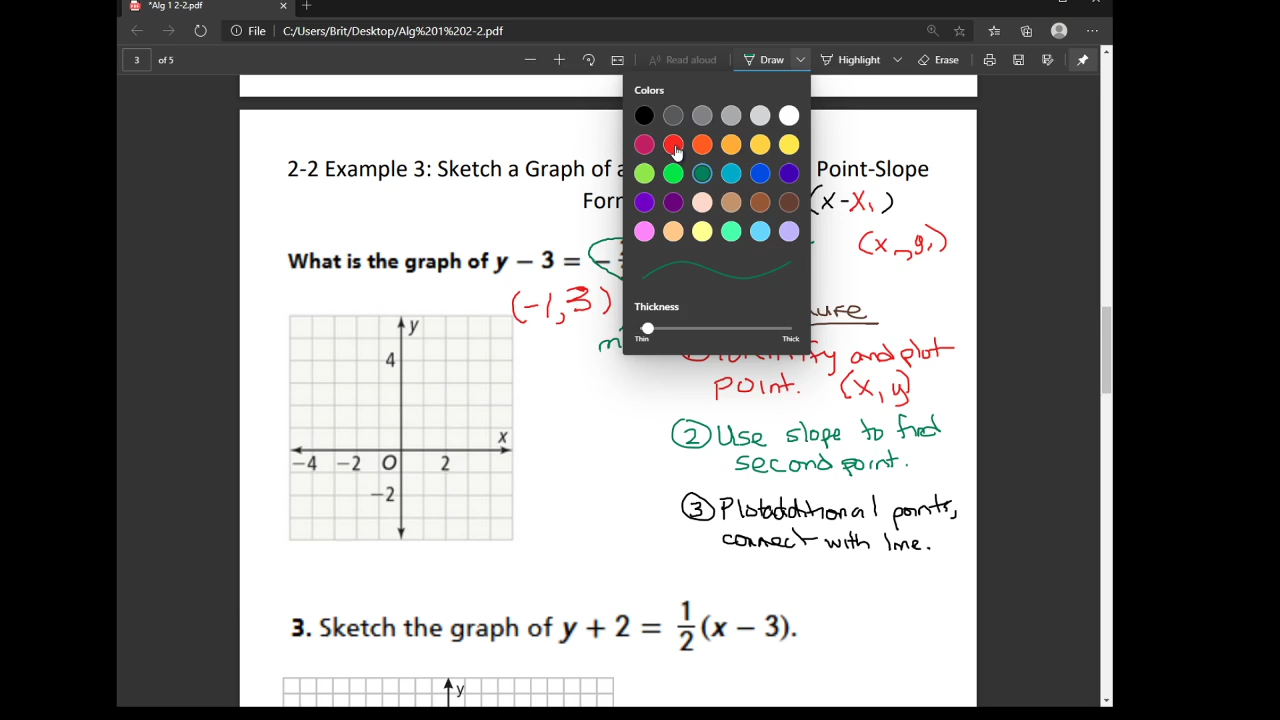 *Alg 1 2-2.pdf
File C:/Users/Brit/Desktop/Alg%201%202-2.pdf
3 of 5 Read aloud Draw Highlight Erase
Colors
Thickness
Thin Thick
2-2 Example 3: Sketch a Graph of a Point-Slope
(x-x₁)
(x₁, y₁)
What is the graph of y − 3 = −
(-1, 3)
m
and plot
point. (x, y)
② Use slope to find
second point.
③ Plot additional points,
connect with line.
y
4
x
−4 −2 O 2
−2
3. Sketch the graph of y + 2 = 1/2(x − 3).
y